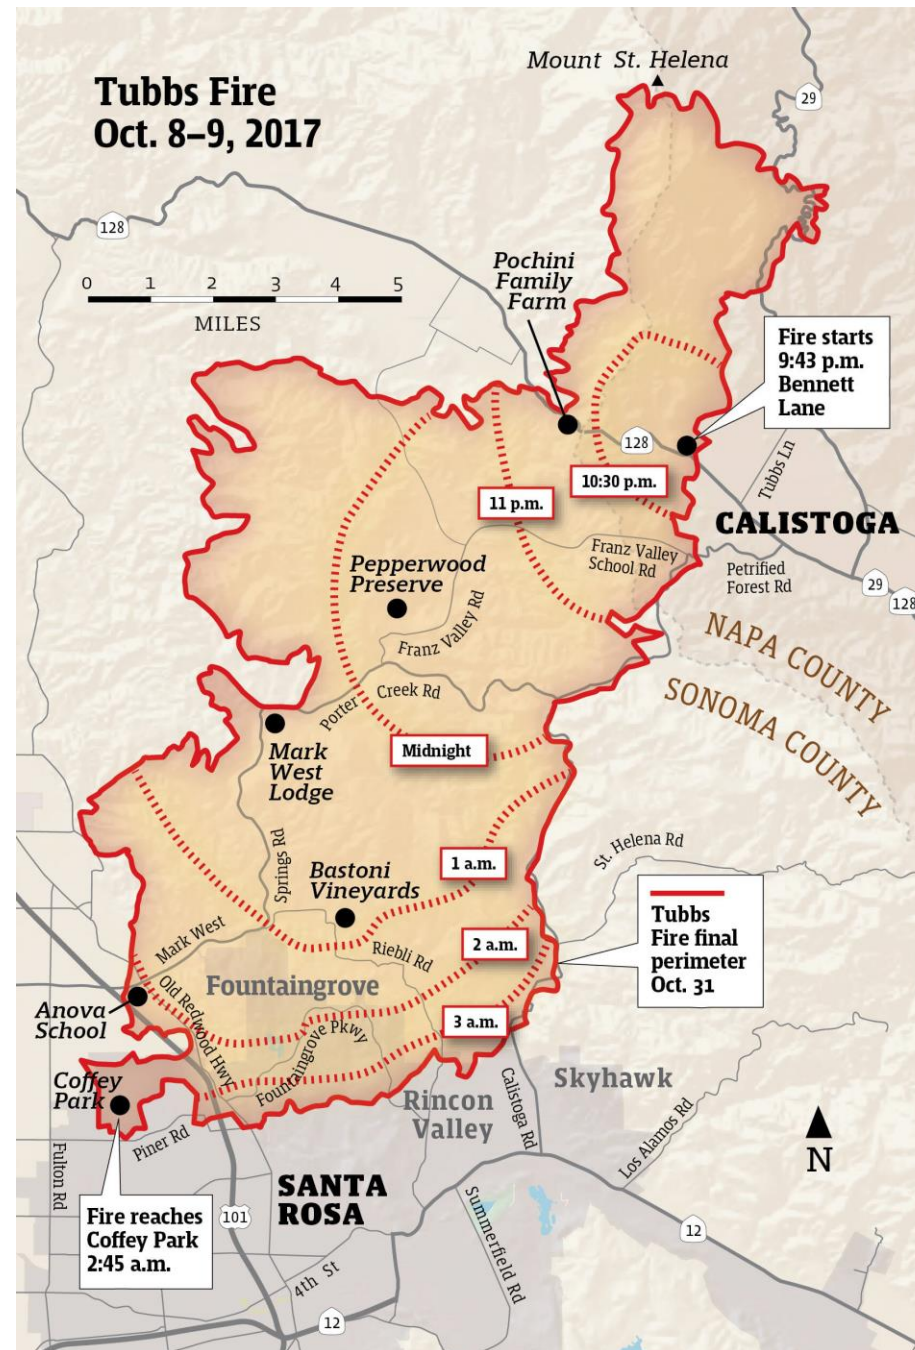 Tubbs Fire
Oct. 8–9, 2017
Mount St. Helena
29
128
0 1 2 3 4 5
MILES
Pochini
Family
Farm
Fire starts
9:43 p.m.
Bennett
Lane
128
Tubbs Ln
10:30 p.m.
11 p.m.
CALISTOGA
Franz Valley
School Rd
Petrified
Forest Rd
29
128
Pepperwood
Preserve
Franz Valley Rd
NAPA COUNTY
SONOMA COUNTY
Porter Creek Rd
Mark
West
Lodge
Midnight
Springs Rd
St. Helena Rd
1 a.m.
Bastoni
Vineyards
Tubbs
Fire final
perimeter
Oct. 31
Mark West
Riebli Rd
2 a.m.
Fountaingrove
Old Redwood Hwy
Anova
School
3 a.m.
Fountaingrove Pkwy
Coffey
Park
Skyhawk
Rincon
Valley
Calistoga Rd
Los Alamos Rd
N
Piner Rd
Fulton Rd
SANTA
ROSA
Summerfield Rd
Fire reaches
Coffey Park
2:45 a.m.
101
12
4th St
12